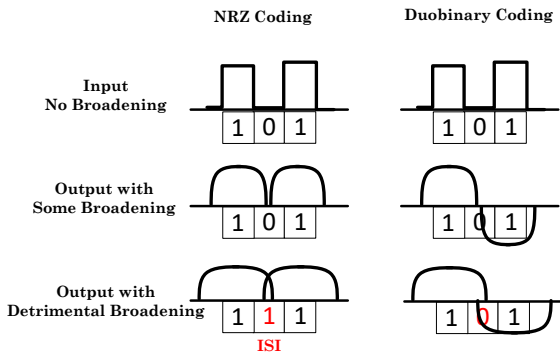 NRZ Coding
Duobinary Coding
Input
No Broadening
1 0 1
1 0 1
Output with
Some Broadening
1 0 1
1 0 1
Output with
Detrimental Broadening
1 1 1
1 0 1
ISI